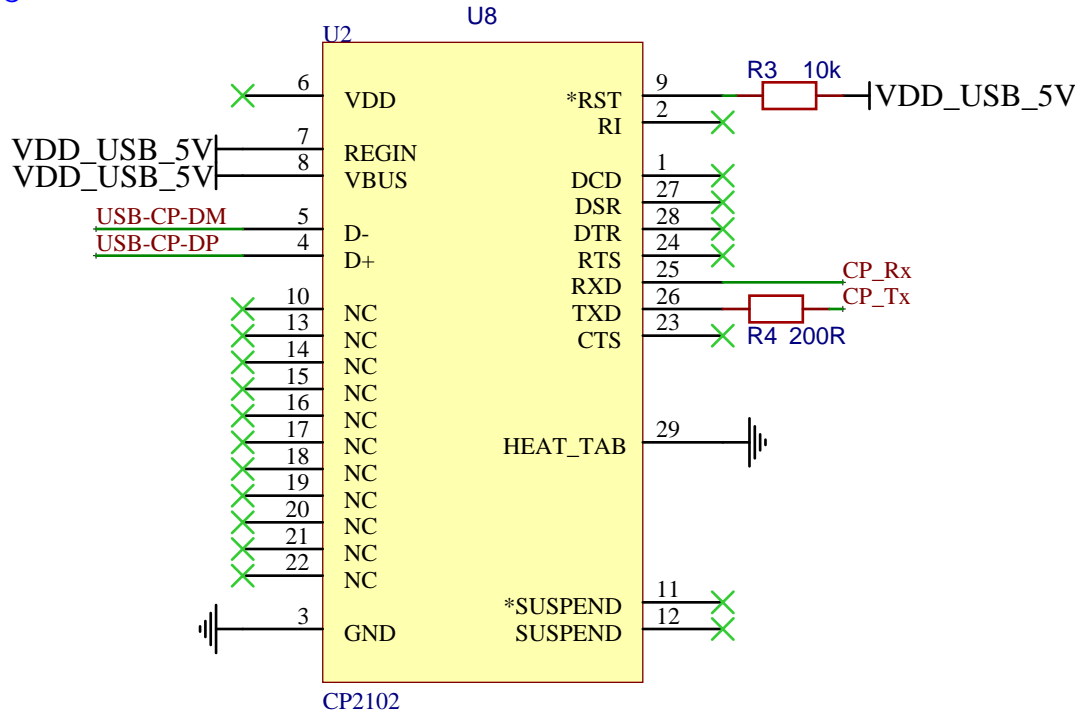 U8
U2
6 VDD
VDD_USB_5V 7 REGIN
VDD_USB_5V 8 VBUS
USB-CP-DM 5 D-
USB-CP-DP 4 D+
10 NC
13 NC
14 NC
15 NC
16 NC
17 NC
18 NC
19 NC
20 NC
21 NC
22 NC
3 GND
*RST 9 R3 10k VDD_USB_5V
RI 2
DCD 1
DSR 27
DTR 28
RTS 24
RXD 25 CP_Rx
TXD 26 CP_Tx
R4 200R
CTS 23
HEAT_TAB 29
*SUSPEND 11
SUSPEND 12
CP2102